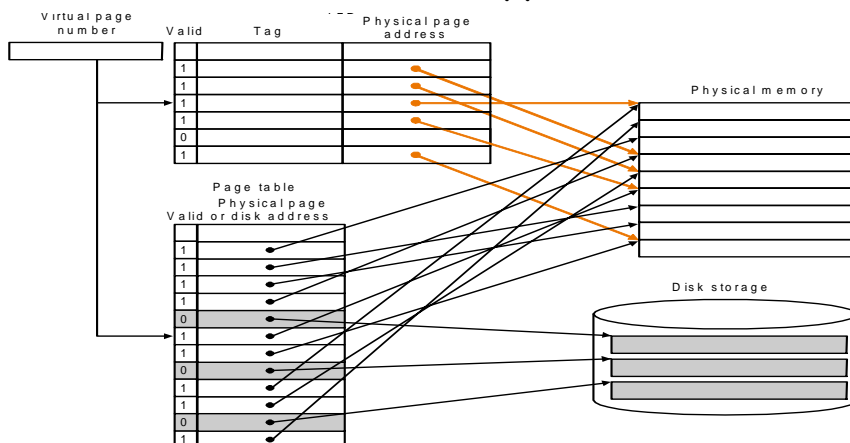 Virtual page
number
Valid
Tag
Physical page
address
1
1
1
1
0
1
Physical memory
Page table
Physical page
Valid or disk address
1
1
1
1
0
1
1
0
1
1
0
1
Disk storage